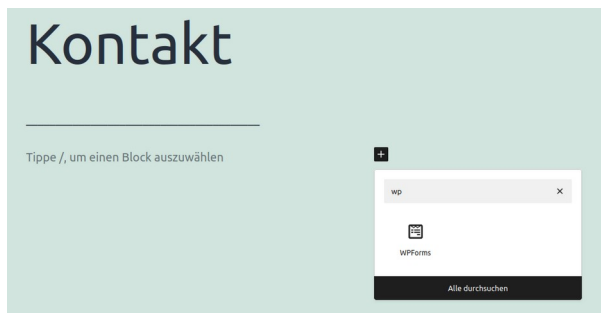 Kontakt
Tippe /, um einen Block auszuwählen
wp
WPForms
Alle durchsuchen